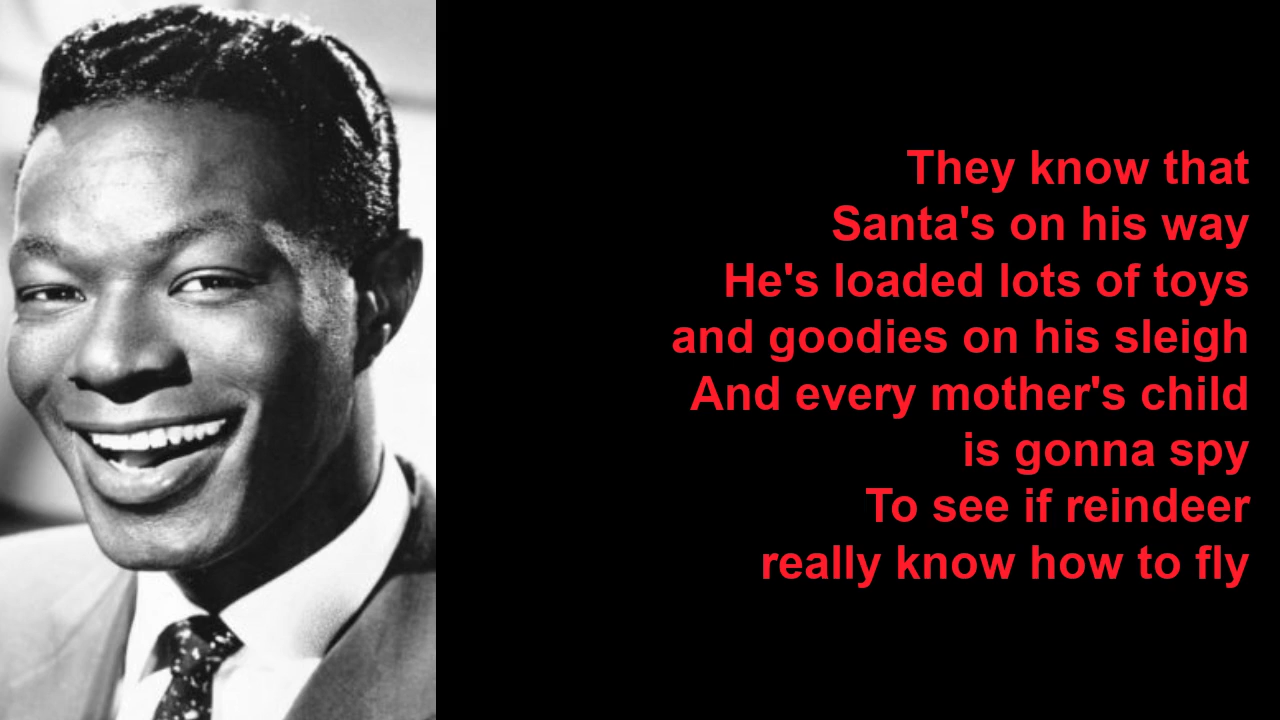 They know that
Santa's on his way
He's loaded lots of toys
and goodies on his sleigh
And every mother's child
is gonna spy
To see if reindeer
really know how to fly